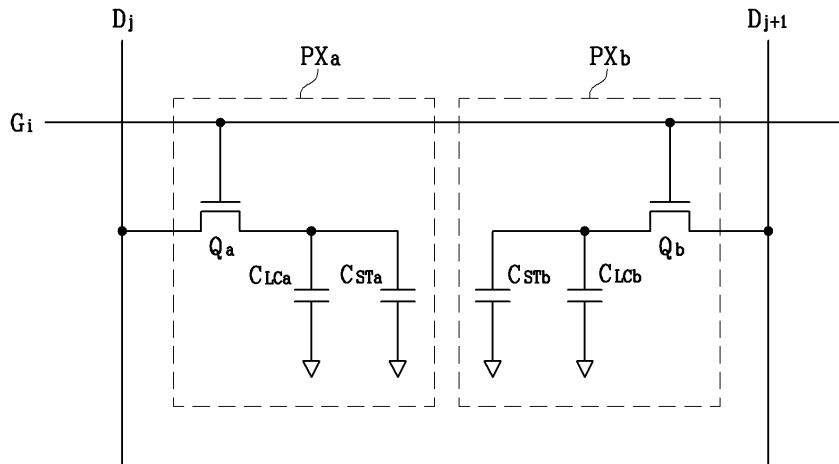 Dj
Dj+1
PXa
PXb
Gi
Qa
Qb
CLCa
CSTa
CSTb
CLCb